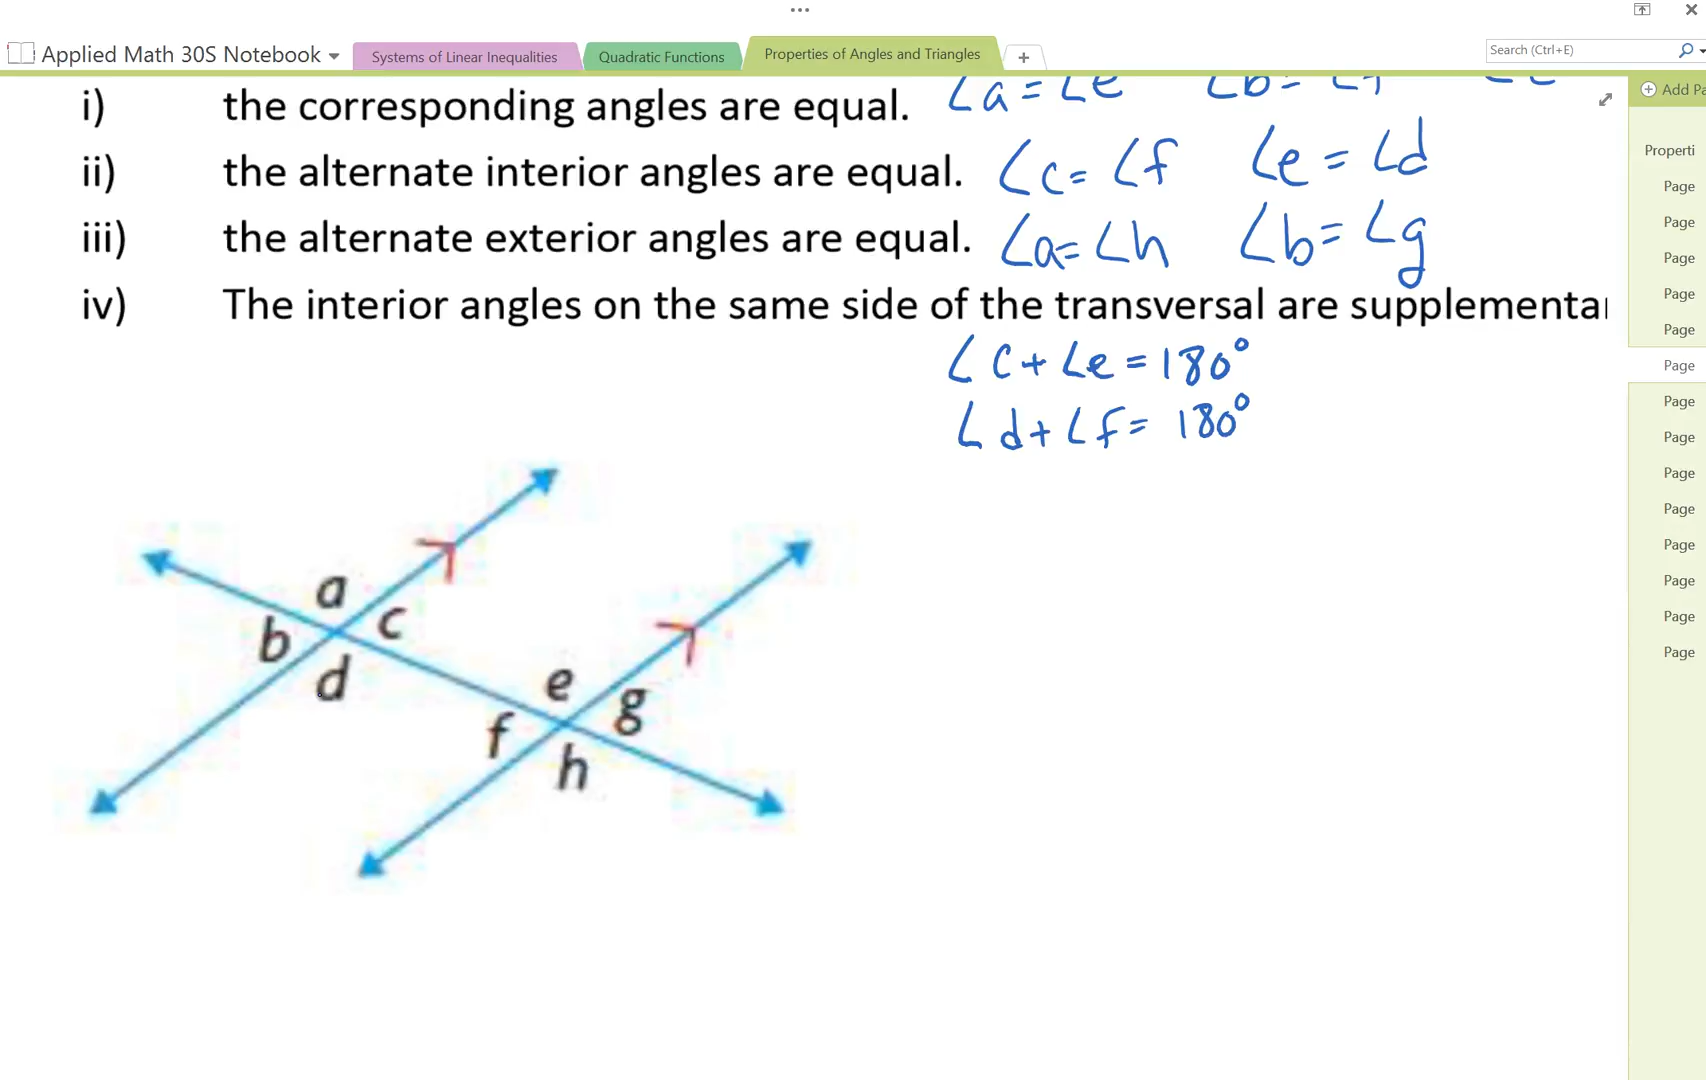 Applied Math 30S Notebook
Systems of Linear Inequalities
Quadratic Functions
Properties of Angles and Triangles
+
Search (Ctrl+E)
Add Pa
i) the corresponding angles are equal. ∠a = ∠e ∠b = ∠f
ii) the alternate interior angles are equal. ∠c = ∠f ∠e = ∠d
iii) the alternate exterior angles are equal. ∠a = ∠h ∠b = ∠g
iv) The interior angles on the same side of the transversal are supplementa
∠c + ∠e = 180°
∠d + ∠f = 180°
a
b
c
d
e
f
g
h
Properti
Page
Page
Page
Page
Page
Page
Page
Page
Page
Page
Page
Page
Page
Page